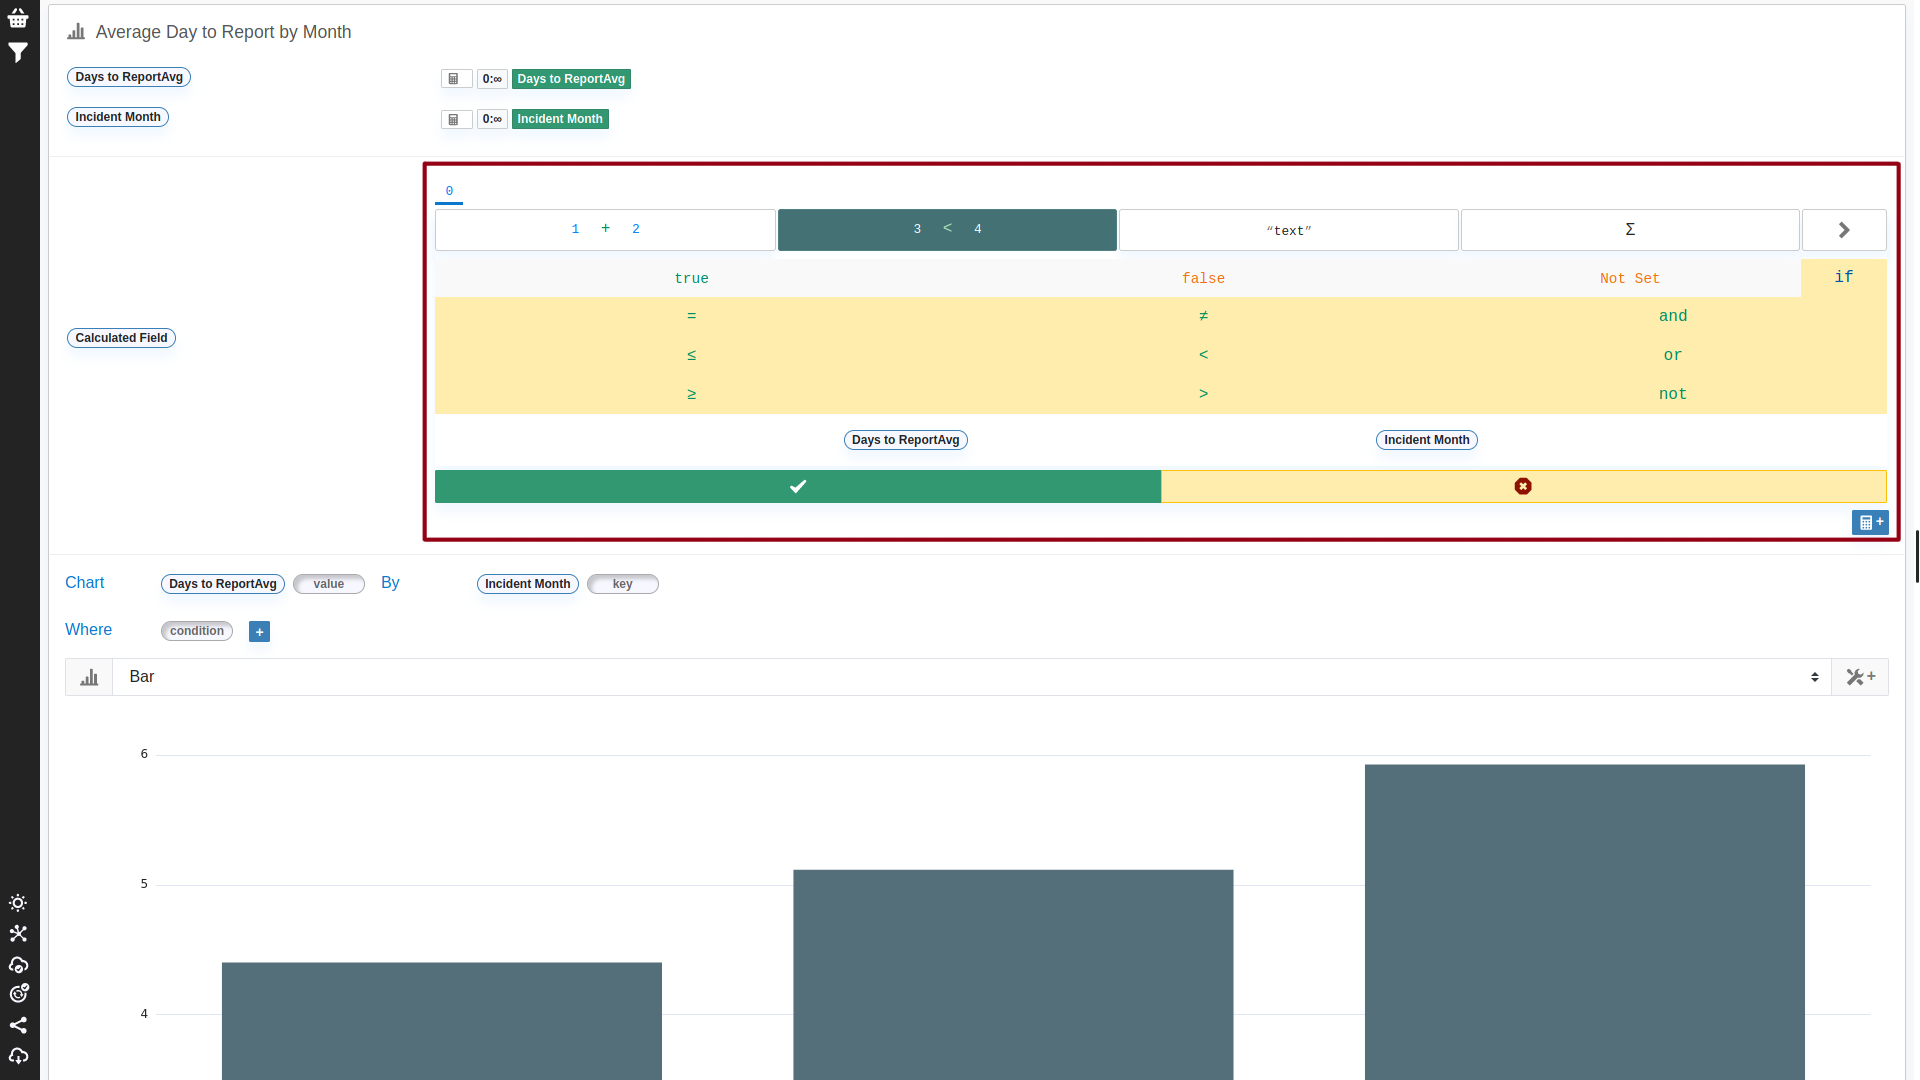 Average Day to Report by Month
Days to ReportAvg 0:∞ Days to ReportAvg
Incident Month 0:∞ Incident Month
0
1 + 2 3 < 4 “text” Σ
true false Not Set if
= ≠ and
Calculated Field
≤ < or
≥ > not
Days to ReportAvg Incident Month
+
Chart Days to ReportAvg value By Incident Month key
Where condition +
Bar +
6
5
4